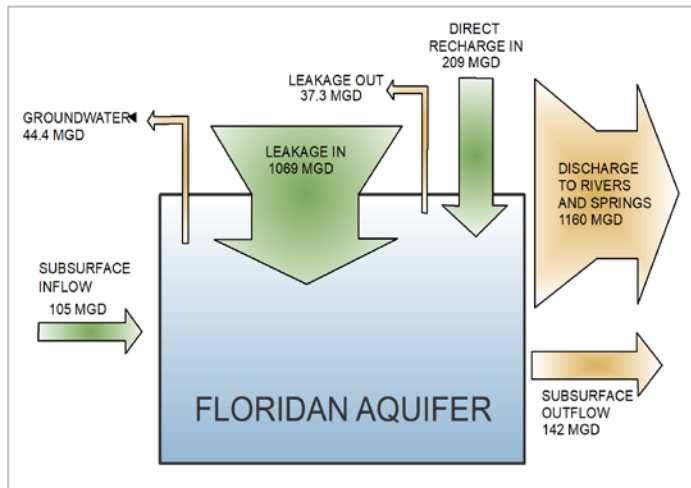 DIRECT
RECHARGE IN
209 MGD
LEAKAGE OUT
37.3 MGD
GROUNDWATER
44.4 MGD
LEAKAGE IN
1069 MGD
DISCHARGE
TO RIVERS
AND SPRINGS
1160 MGD
SUBSURFACE
INFLOW
105 MGD
FLORIDAN AQUIFER
SUBSURFACE
OUTFLOW
142 MGD